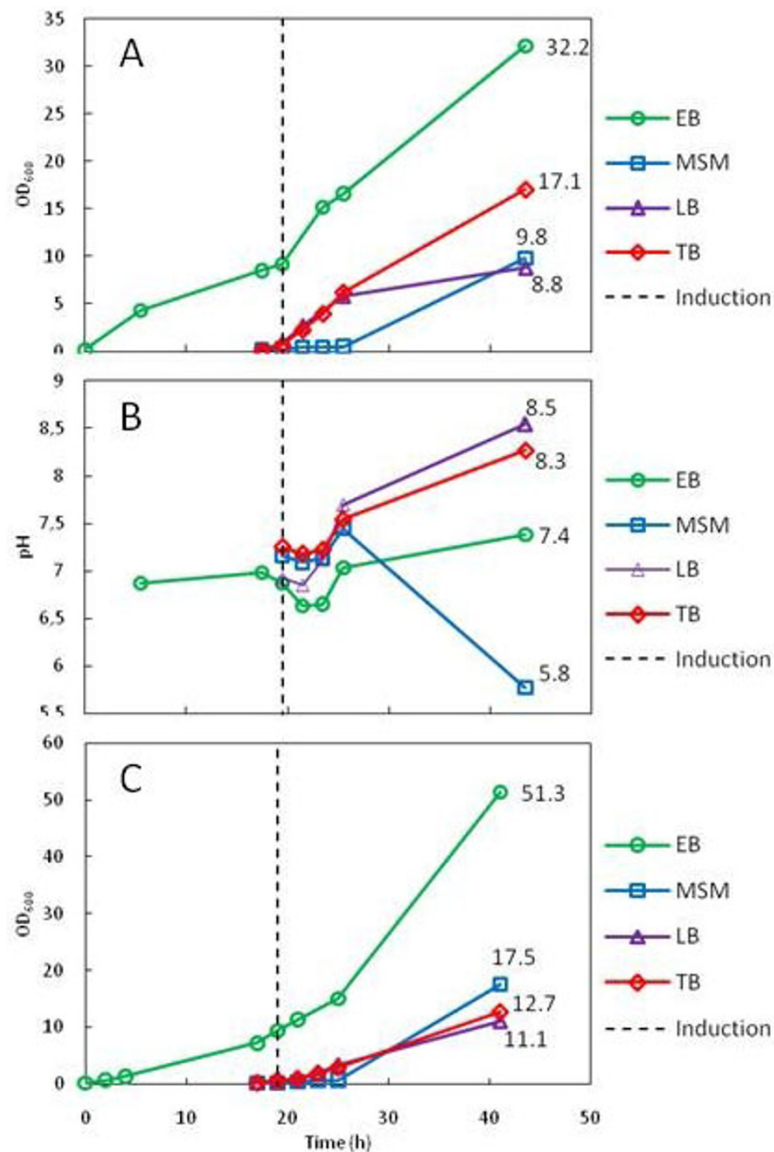 A
35
30
25
20
15
10
5
0
OD600
32.2
17.1
9.8
8.8
EB
MSM
LB
TB
Induction
B
9
8.5
8
7.5
7
6.5
6
5.5
pH
8.5
8.3
7.4
5.8
EB
MSM
LB
TB
Induction
C
60
50
40
30
20
10
0
OD600
51.3
17.5
12.7
11.1
EB
MSM
LB
TB
Induction
0 10 20 30 40 50
Time (h)